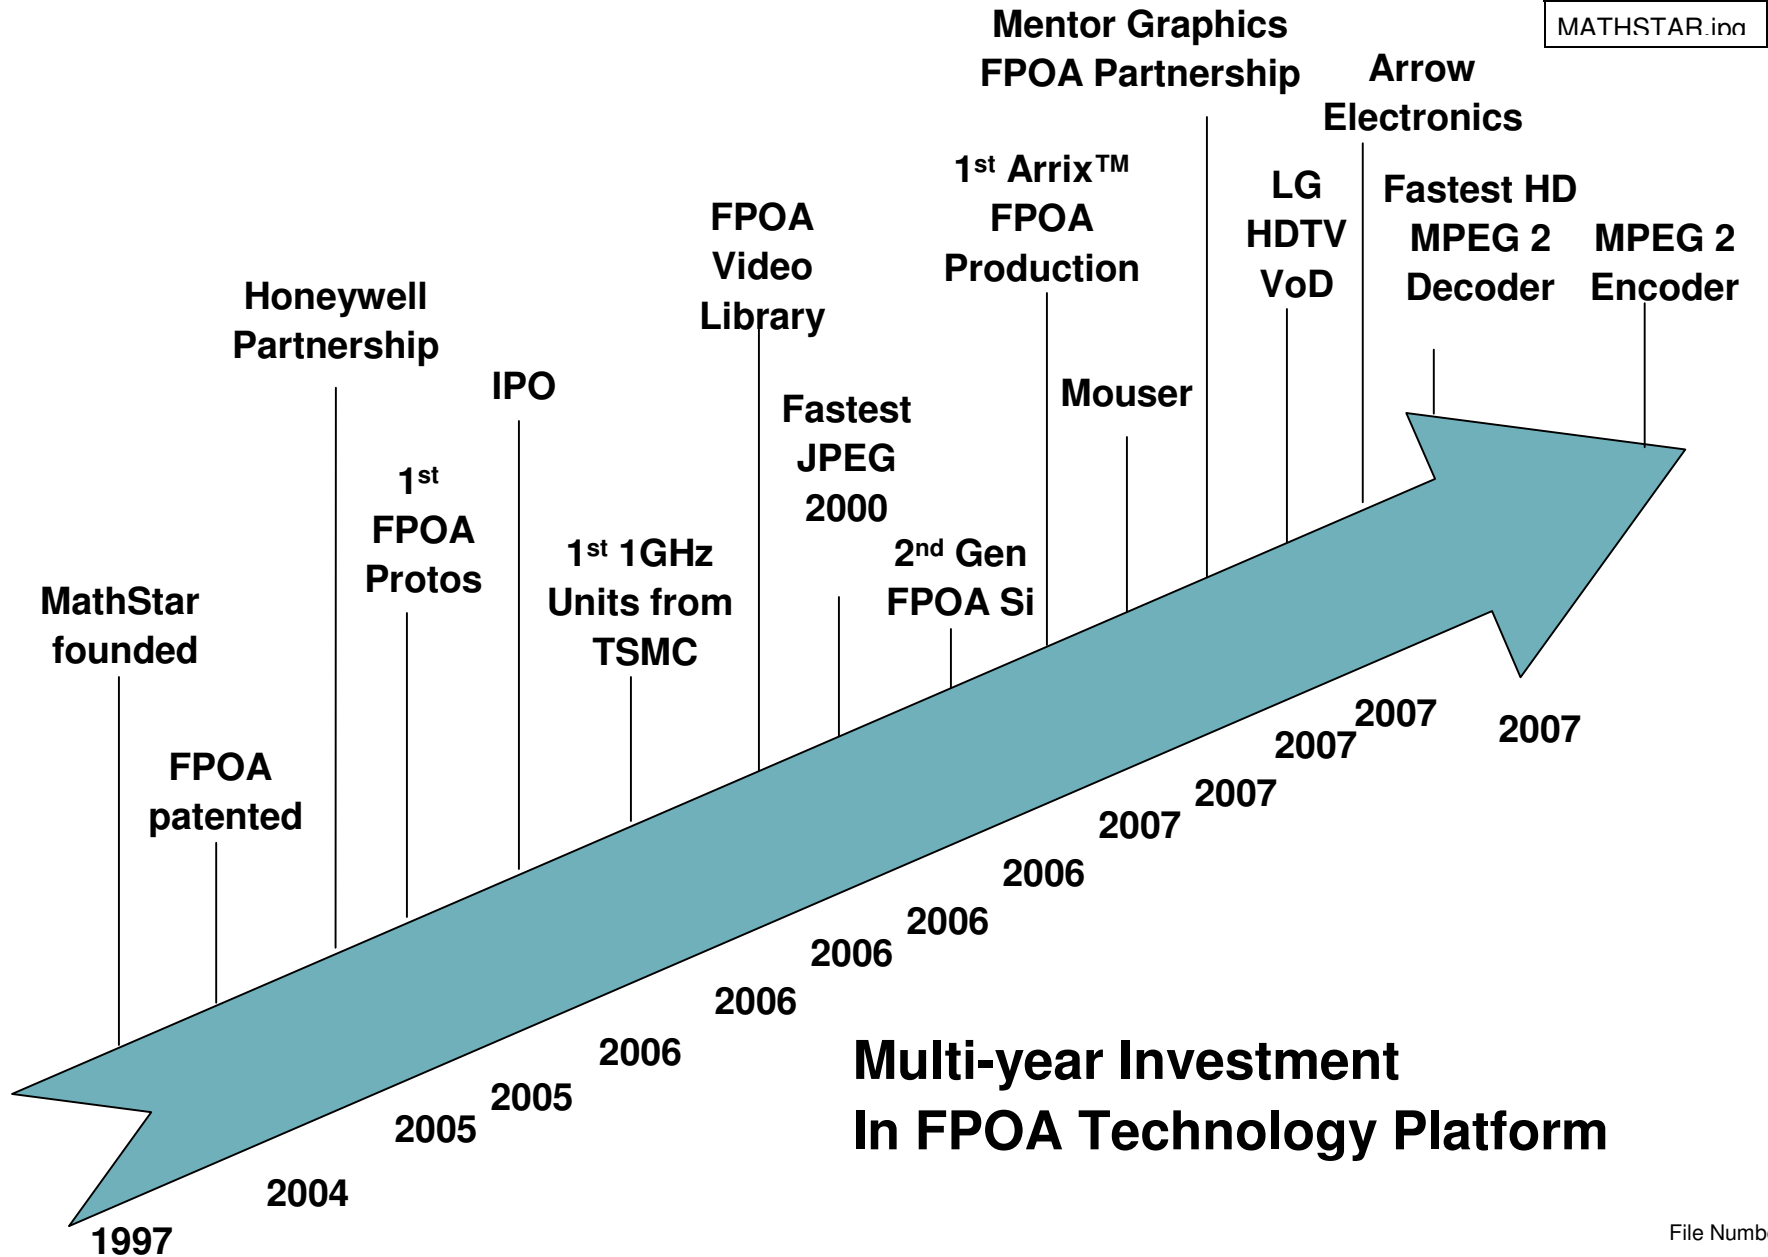 MATHSTAR.jpg
Mentor Graphics
FPOA Partnership
Arrow
Electronics
1st Arrix™
FPOA
Production
LG
HDTV
VoD
Fastest HD
MPEG 2
Decoder
MPEG 2
Encoder
FPOA
Video
Library
Honeywell
Partnership
IPO
Fastest
JPEG
2000
Mouser
1st
FPOA
Protos
1st 1GHz
Units from
TSMC
2nd Gen
FPOA Si
MathStar
founded
FPOA
patented
1997
2004
2005
2005
2006
2006
2006
2006
2006
2007
2007
2007
2007
2007
Multi-year Investment
In FPOA Technology Platform
File